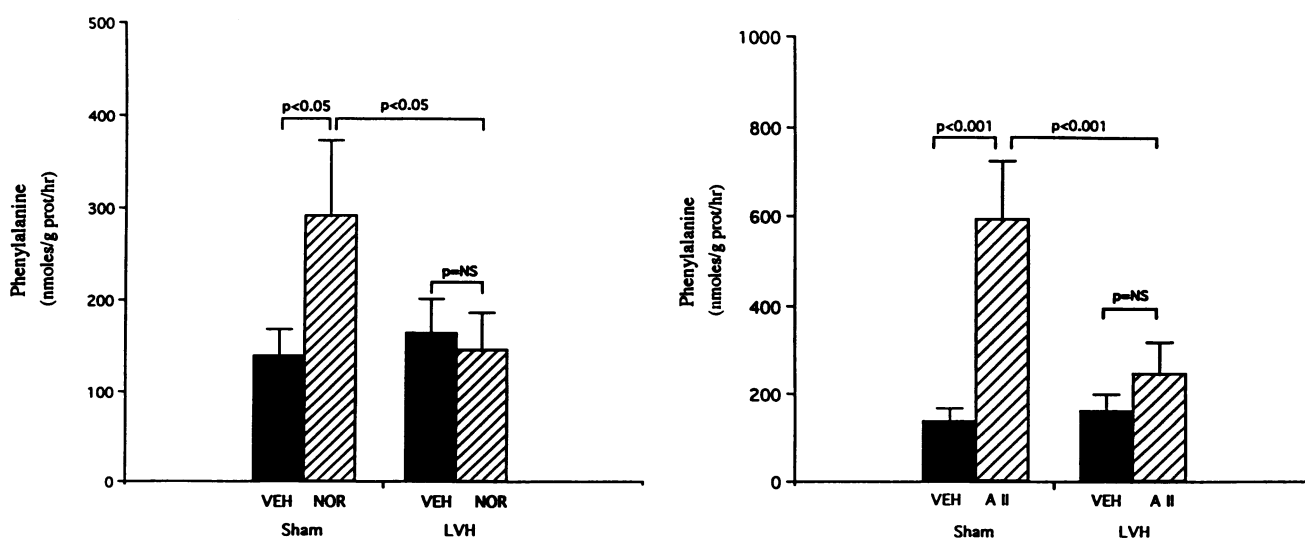 500
400
300
200
100
0
Phenylalanine
(nmoles/g prot/hr)
p<0.05
p<0.05
p=NS
VEH NOR VEH NOR
Sham LVH
1000
800
600
400
200
0
Phenylalanine
(nmoles/g prot/hr)
p<0.001
p<0.001
p=NS
VEH A II VEH A II
Sham LVH